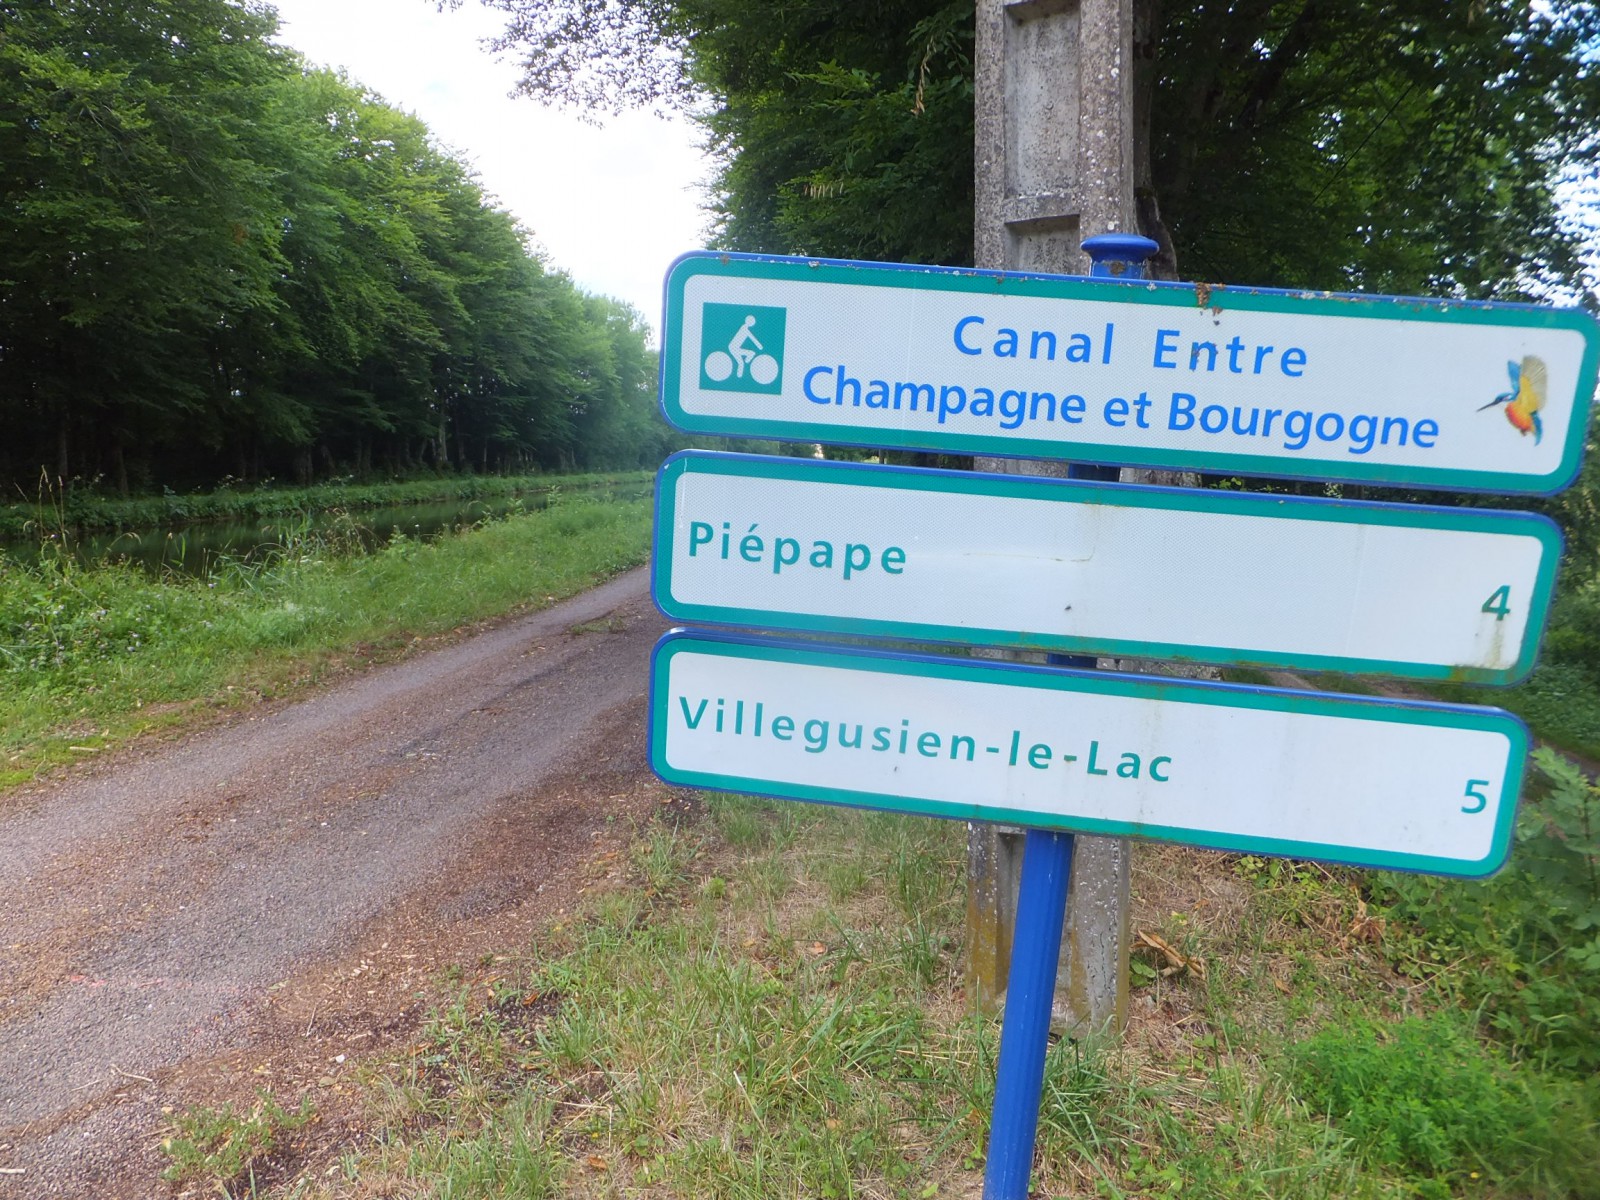 Canal Entre
Champagne et Bourgogne
Piépape 4
Villegusien-le-Lac 5